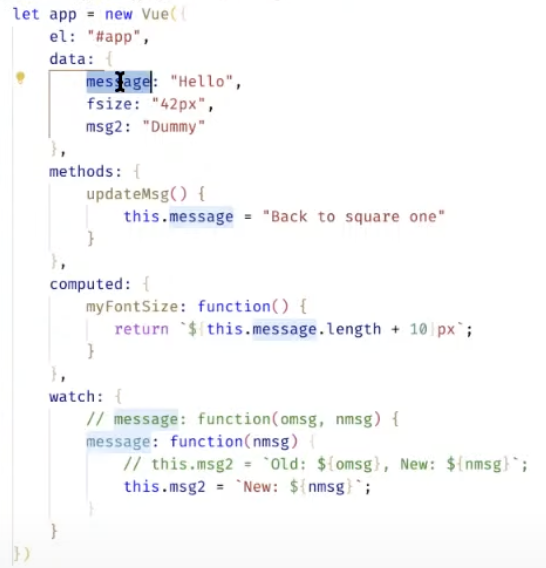 let app = new Vue({
el: "#app",
data: {
message: "Hello",
fsize: "42px",
msg2: "Dummy"
},
methods: {
updateMsg() {
this.message = "Back to square one"
}
},
computed: {
myFontSize: function() {
return `${this.message.length + 10}px`;
}
},
watch: {
// message: function(omsg, nmsg) {
message: function(nmsg) {
// this.msg2 = `Old: ${omsg}, New: ${nmsg}`;
this.msg2 = `New: ${nmsg}`;
}
}
})